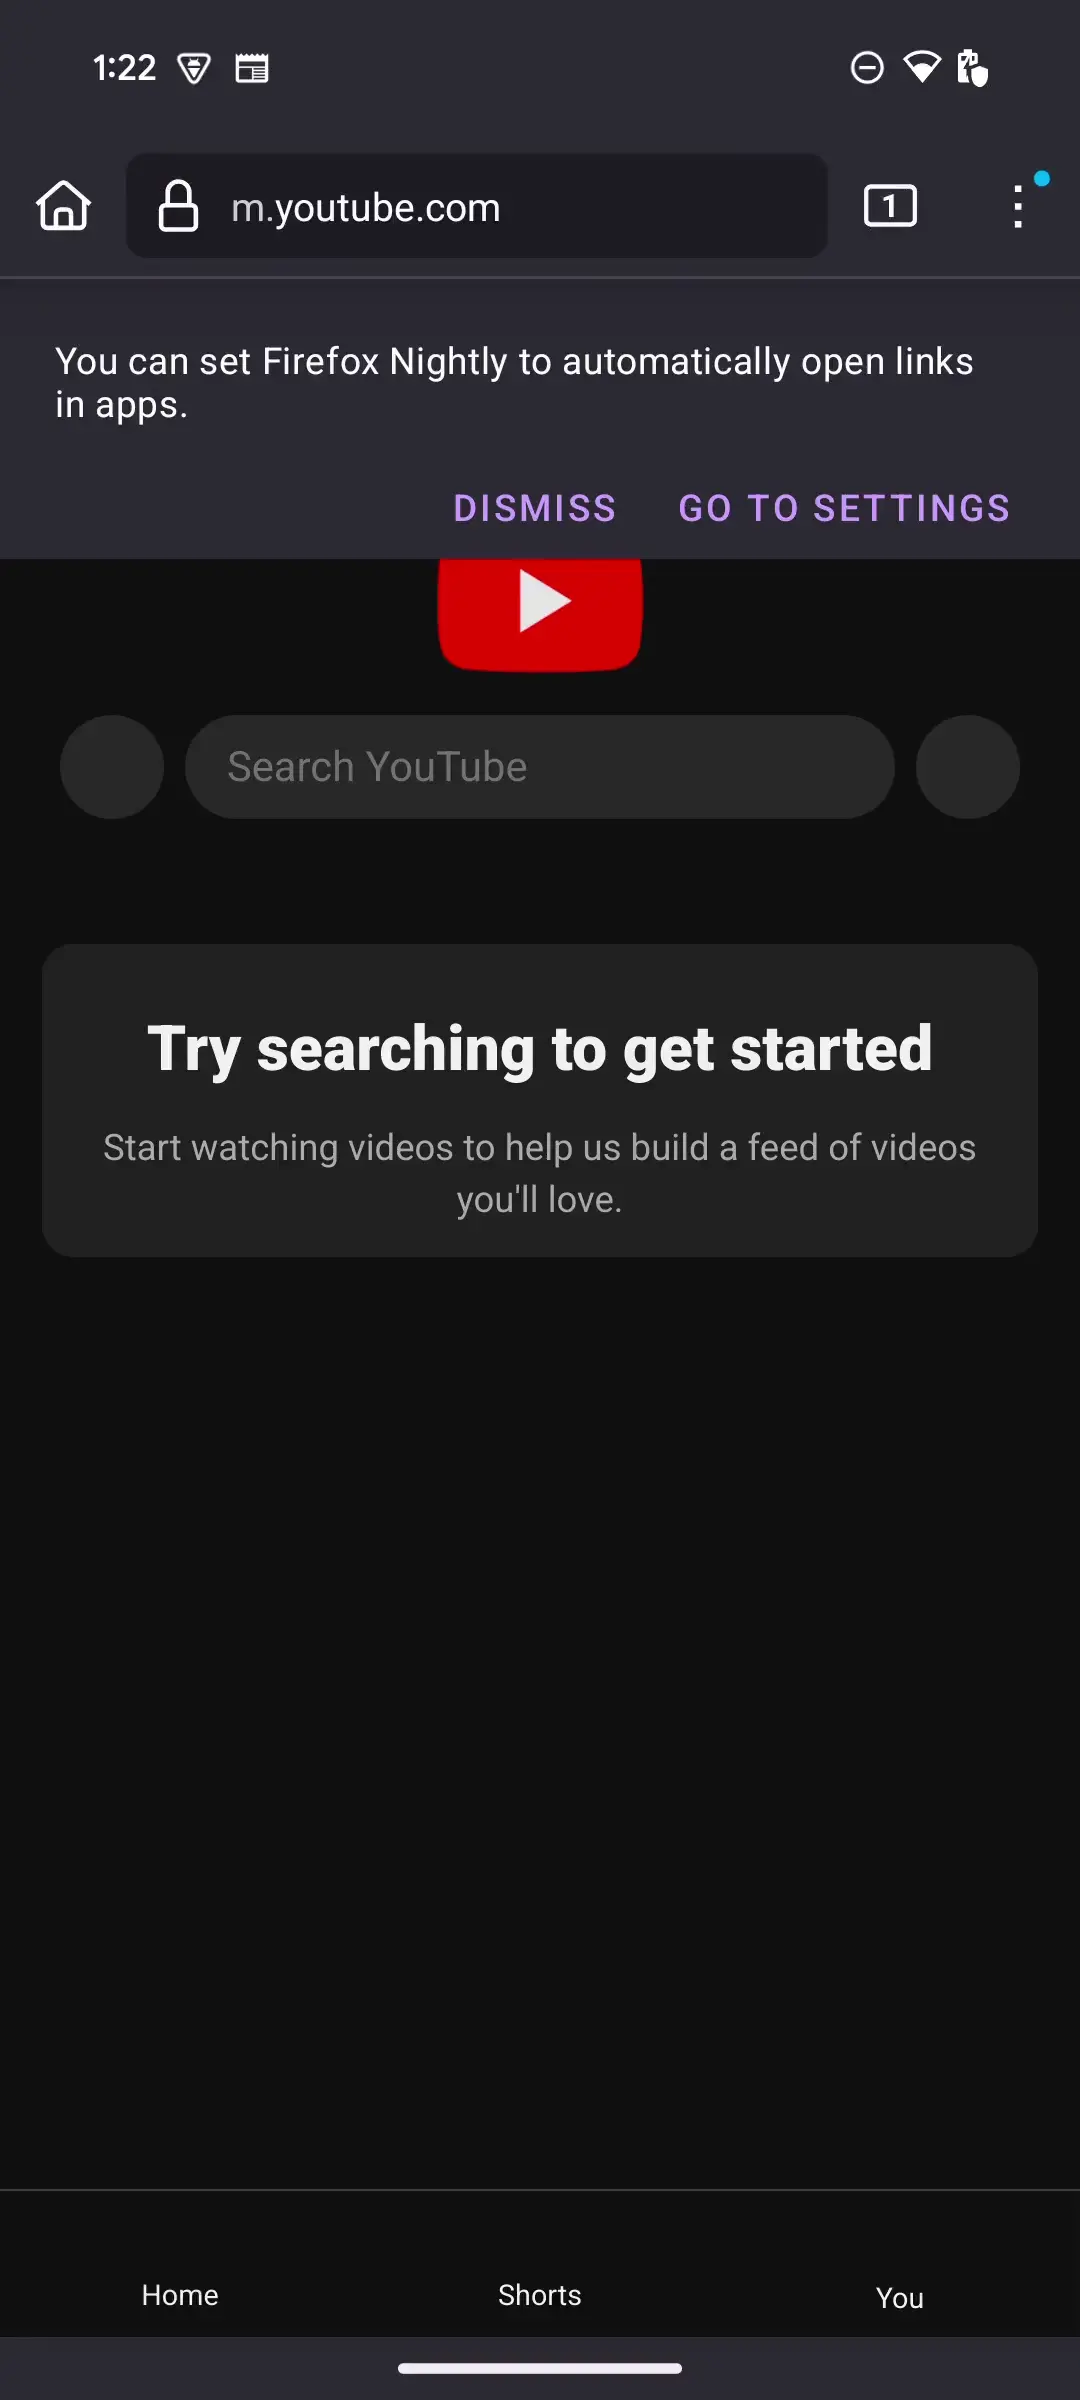 1:22
m.youtube.com
1
You can set Firefox Nightly to automatically open links
in apps.
DISMISS GO TO SETTINGS
Search YouTube
Try searching to get started
Start watching videos to help us build a feed of videos
you'll love.
Home Shorts You